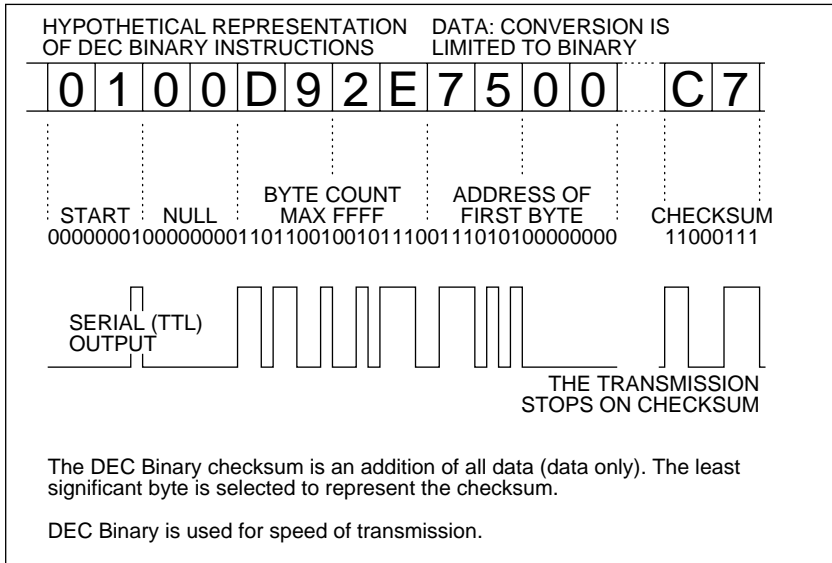 HYPOTHETICAL REPRESENTATION
OF DEC BINARY INSTRUCTIONS
DATA: CONVERSION IS
LIMITED TO BINARY
0 1 0 0 D 9 2 E 7 5 0 0 C 7
START
NULL
BYTE COUNT
MAX FFFF
ADDRESS OF
FIRST BYTE
CHECKSUM
000000010000000011011001001011100111010100000000
11000111
SERIAL (TTL)
OUTPUT
THE TRANSMISSION
STOPS ON CHECKSUM
The DEC Binary checksum is an addition of all data (data only). The least
significant byte is selected to represent the checksum.
DEC Binary is used for speed of transmission.